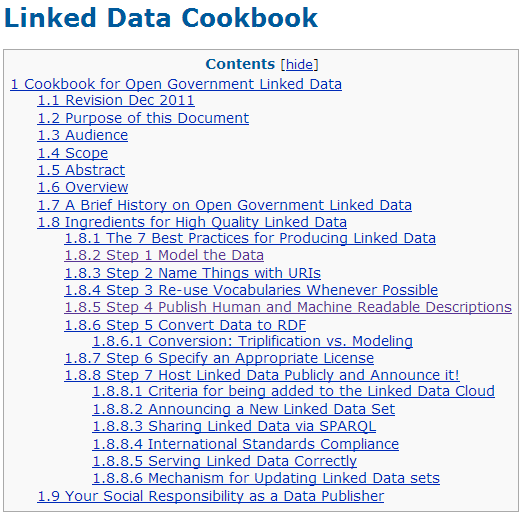 Linked Data Cookbook
Contents [hide]
1 Cookbook for Open Government Linked Data
1.1 Revision Dec 2011
1.2 Purpose of this Document
1.3 Audience
1.4 Scope
1.5 Abstract
1.6 Overview
1.7 A Brief History on Open Government Linked Data
1.8 Ingredients for High Quality Linked Data
1.8.1 The 7 Best Practices for Producing Linked Data
1.8.2 Step 1 Model the Data
1.8.3 Step 2 Name Things with URIs
1.8.4 Step 3 Re-use Vocabularies Whenever Possible
1.8.5 Step 4 Publish Human and Machine Readable Descriptions
1.8.6 Step 5 Convert Data to RDF
1.8.6.1 Conversion: Triplification vs. Modeling
1.8.7 Step 6 Specify an Appropriate License
1.8.8 Step 7 Host Linked Data Publicly and Announce it!
1.8.8.1 Criteria for being added to the Linked Data Cloud
1.8.8.2 Announcing a New Linked Data Set
1.8.8.3 Sharing Linked Data via SPARQL
1.8.8.4 International Standards Compliance
1.8.8.5 Serving Linked Data Correctly
1.8.8.6 Mechanism for Updating Linked Data sets
1.9 Your Social Responsibility as a Data Publisher